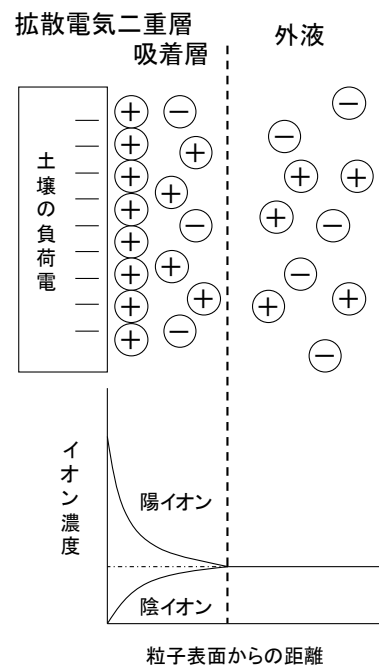 拡散電気二重層
吸着層
外液
土壌の負荷電
イオン濃度
陽イオン
陰イオン
粒子表面からの距離